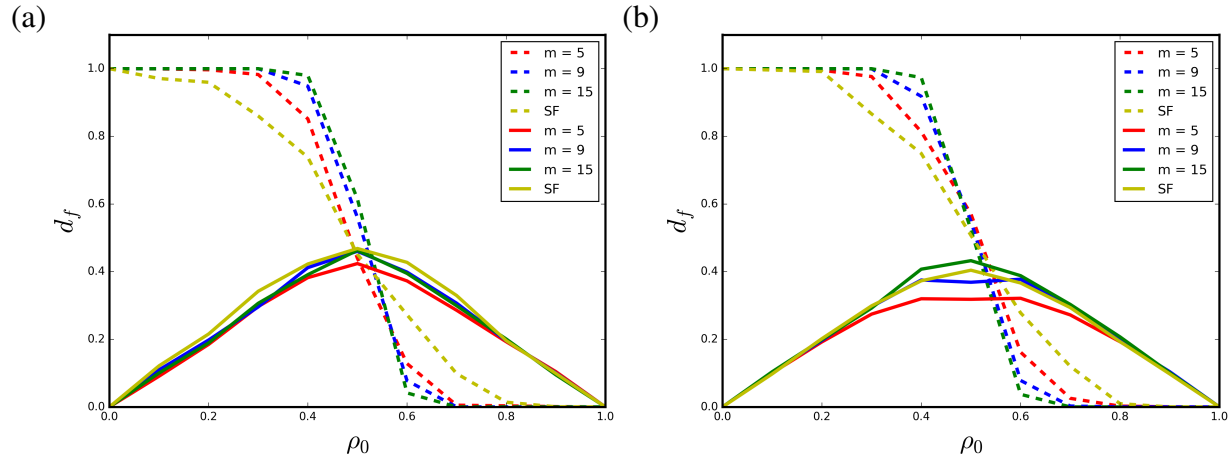 (a)
d_f
1.0
0.8
0.6
0.4
0.2
0.0
0.0 0.2 0.4 0.6 0.8 1.0
ρ₀
m = 5
m = 9
m = 15
SF
m = 5
m = 9
m = 15
SF
(b)
d_f
1.0
0.8
0.6
0.4
0.2
0.0
0.0 0.2 0.4 0.6 0.8 1.0
ρ₀
m = 5
m = 9
m = 15
SF
m = 5
m = 9
m = 15
SF